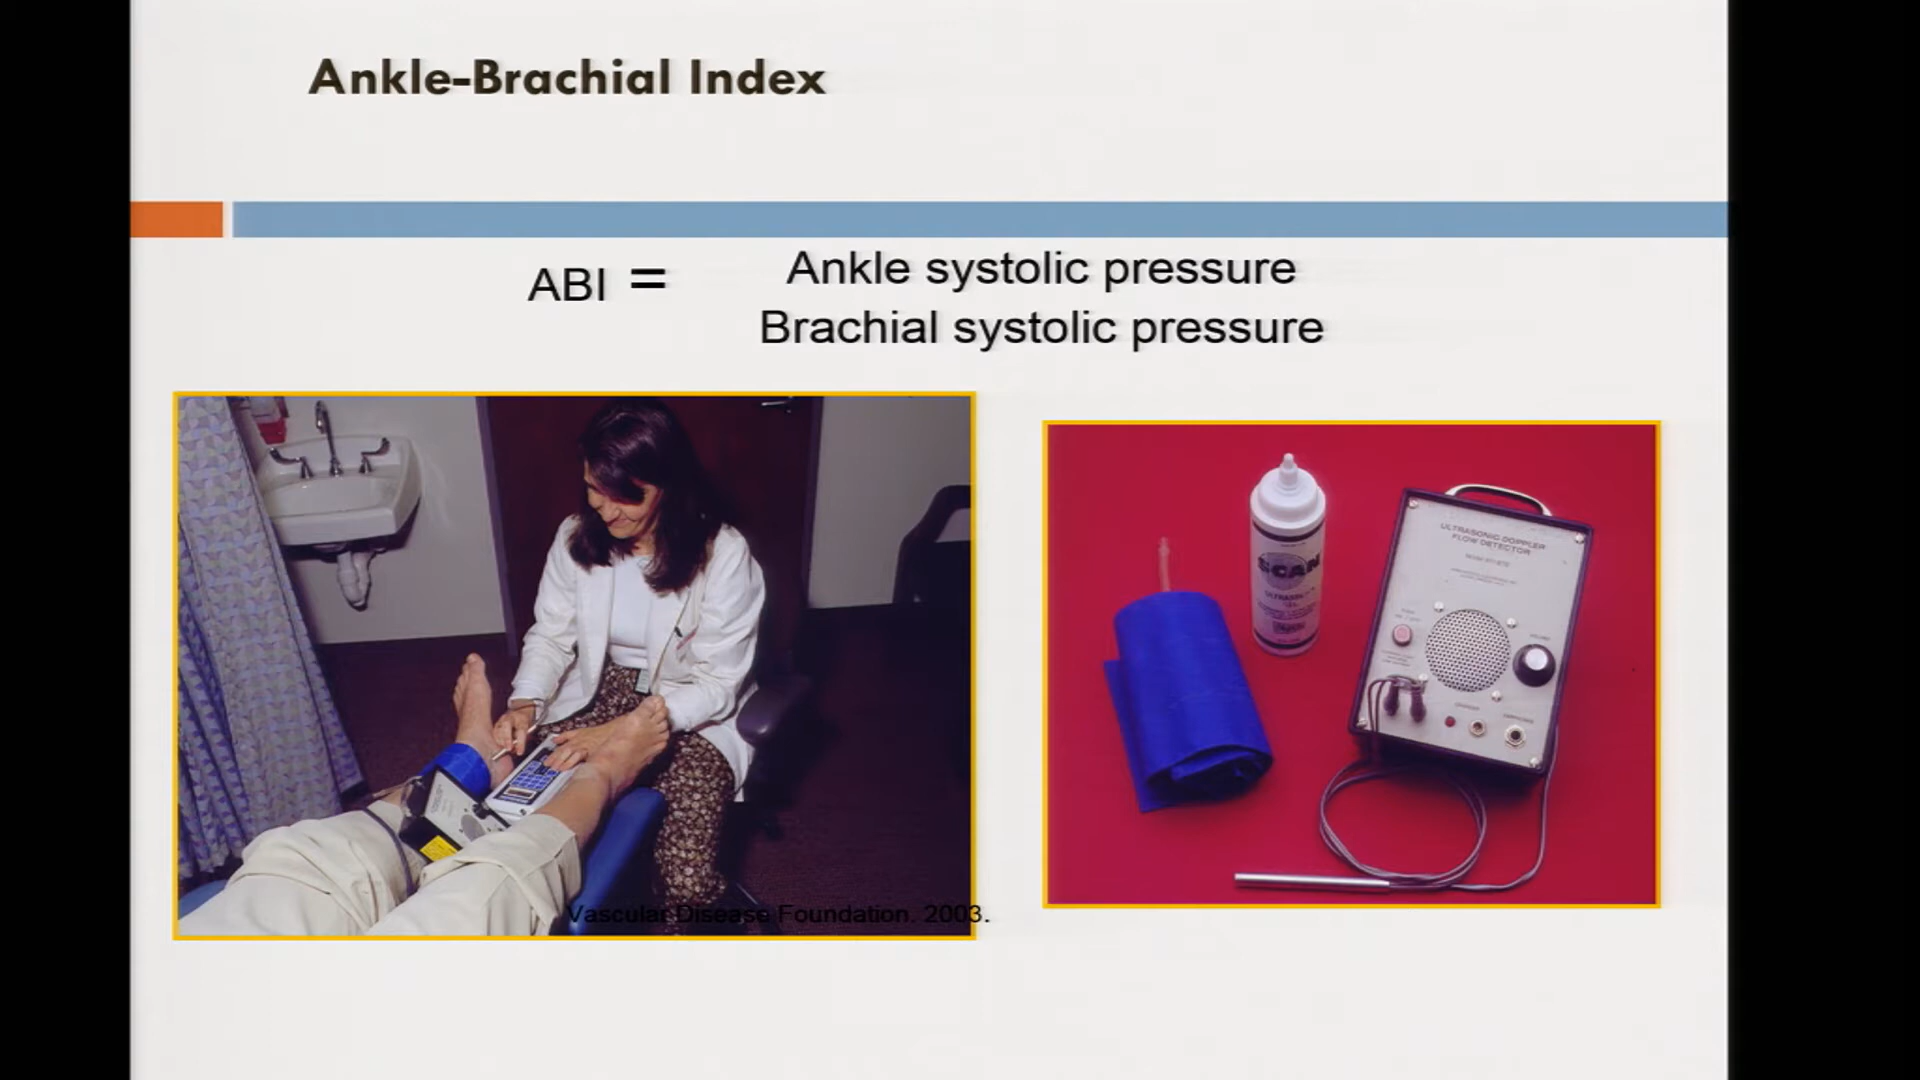 Ankle-Brachial Index
ABI =
Ankle systolic pressure
Brachial systolic pressure
SCAN
ULTRASONIC DOPPLER
FLOW DETECTOR
Vascular Disease Foundation. 2003.